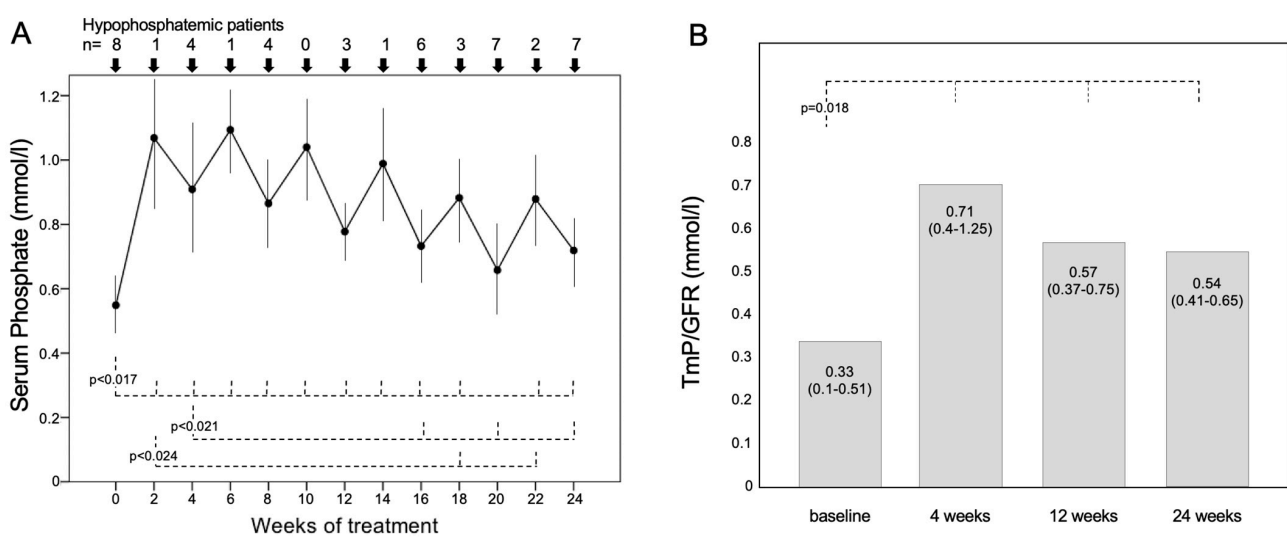 A
Hypophosphatemic patients
n= 8 1 4 1 4 0 3 1 6 3 7 2 7
Serum Phosphate (mmol/l)
1.2
1.0
0.8
0.6
0.4
0.2
0
p<0.017
p<0.021
p<0.024
0 2 4 6 8 10 12 14 16 18 20 22 24
Weeks of treatment
B
p=0.018
TmP/GFR (mmol/l)
0.8
0.7
0.6
0.5
0.4
0.3
0.2
0.1
0
0.33
(0.1-0.51)
0.71
(0.4-1.25)
0.57
(0.37-0.75)
0.54
(0.41-0.65)
baseline 4 weeks 12 weeks 24 weeks